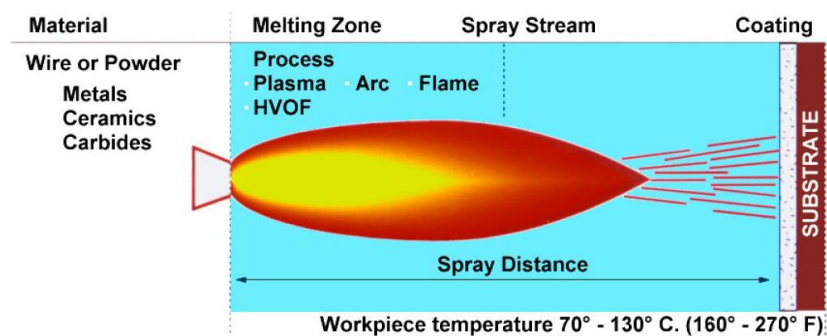 Material Melting Zone Spray Stream Coating
Wire or Powder
Metals
Ceramics
Carbides
Process
Plasma Arc Flame
HVOF
SUBSTRATE
Spray Distance
Workpiece temperature 70° - 130° C. (160° - 270° F)